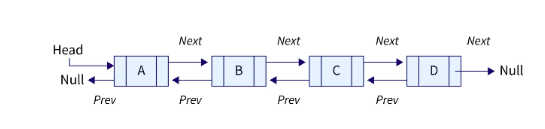 Next Next Next Next
Head
A B C D Null
Null
Prev Prev Prev Prev